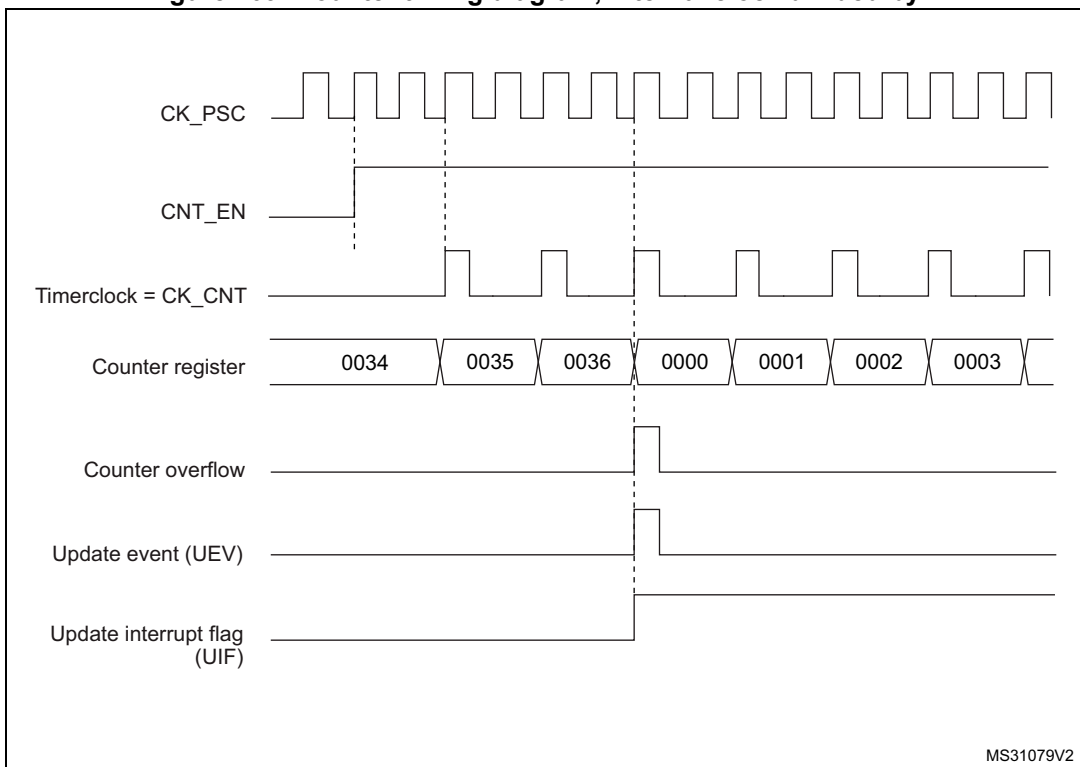 CK_PSC
CNT_EN
Timerclock = CK_CNT
Counter register
0034
0035
0036
0000
0001
0002
0003
Counter overflow
Update event (UEV)
Update interrupt flag
(UIF)
MS31079V2